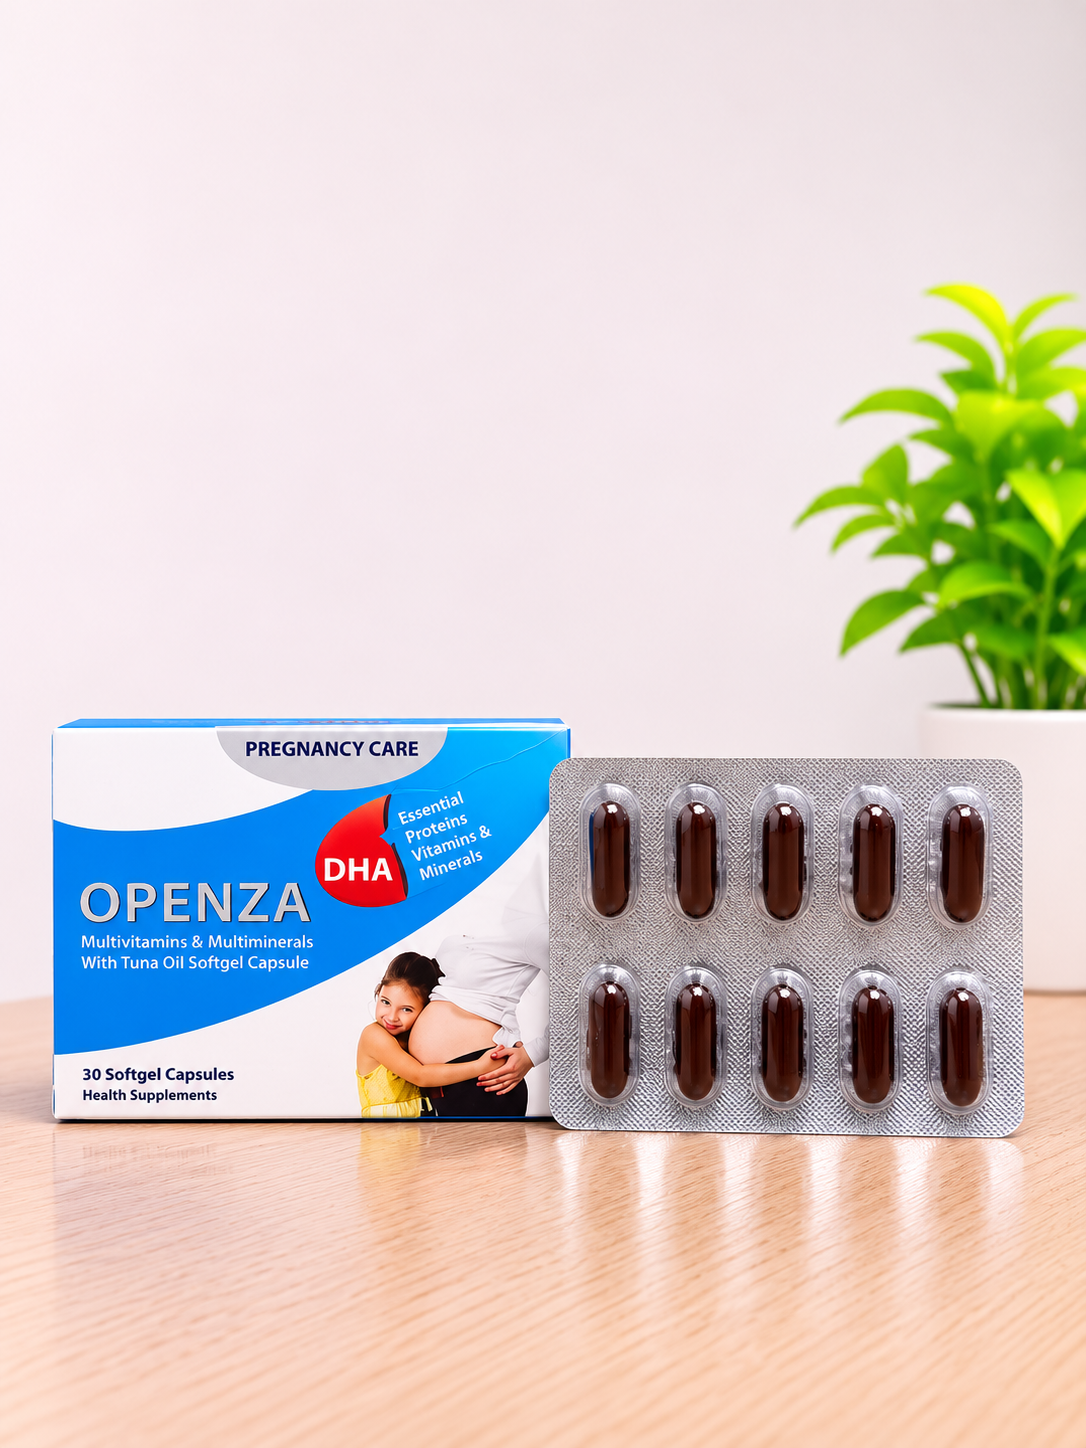 PREGNANCY CARE
Essential
Proteins
Vitamins &
Minerals
DHA
OPENZA
Multivitamins & Multiminerals
With Tuna Oil Softgel Capsule
30 Softgel Capsules
Health Supplements